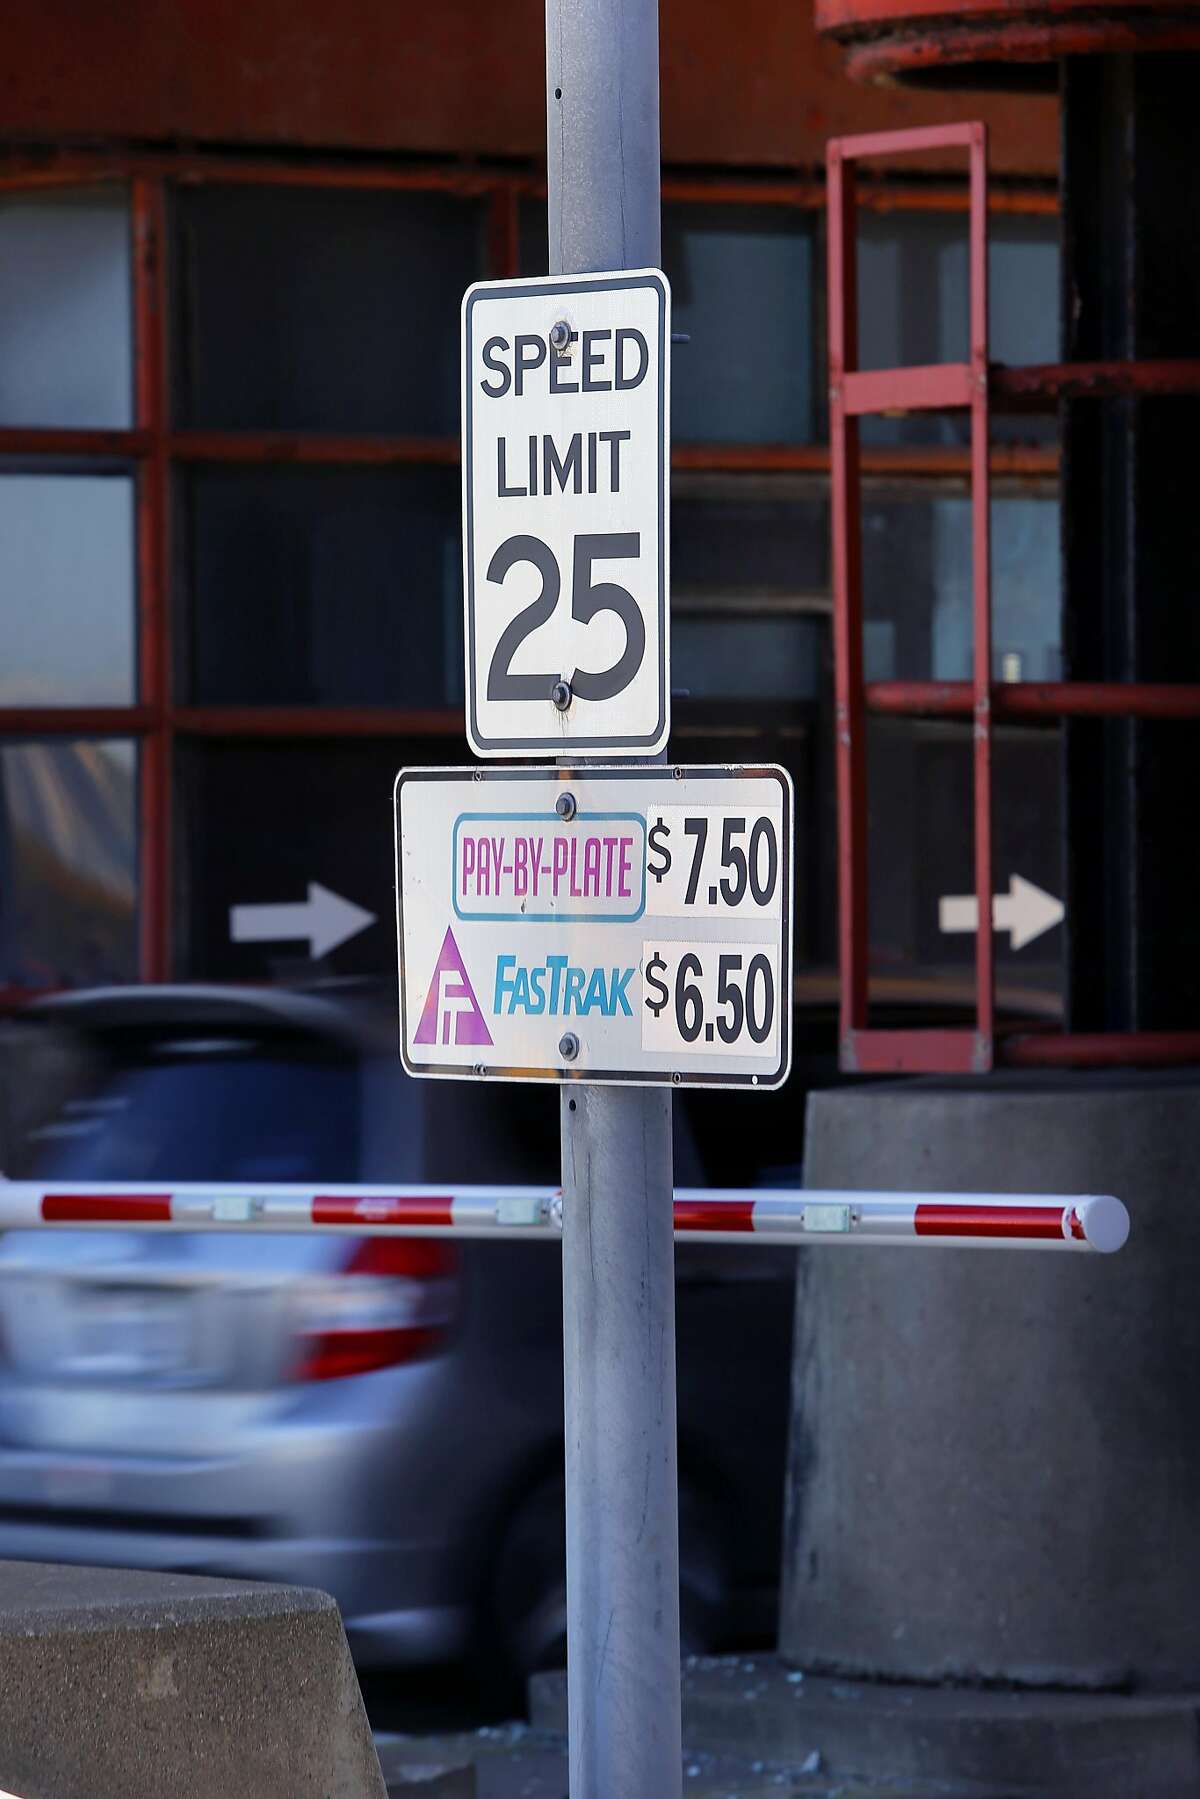 SPEED
LIMIT
25
PAY-BY-PLATE $7.50
FASTRAK $6.50